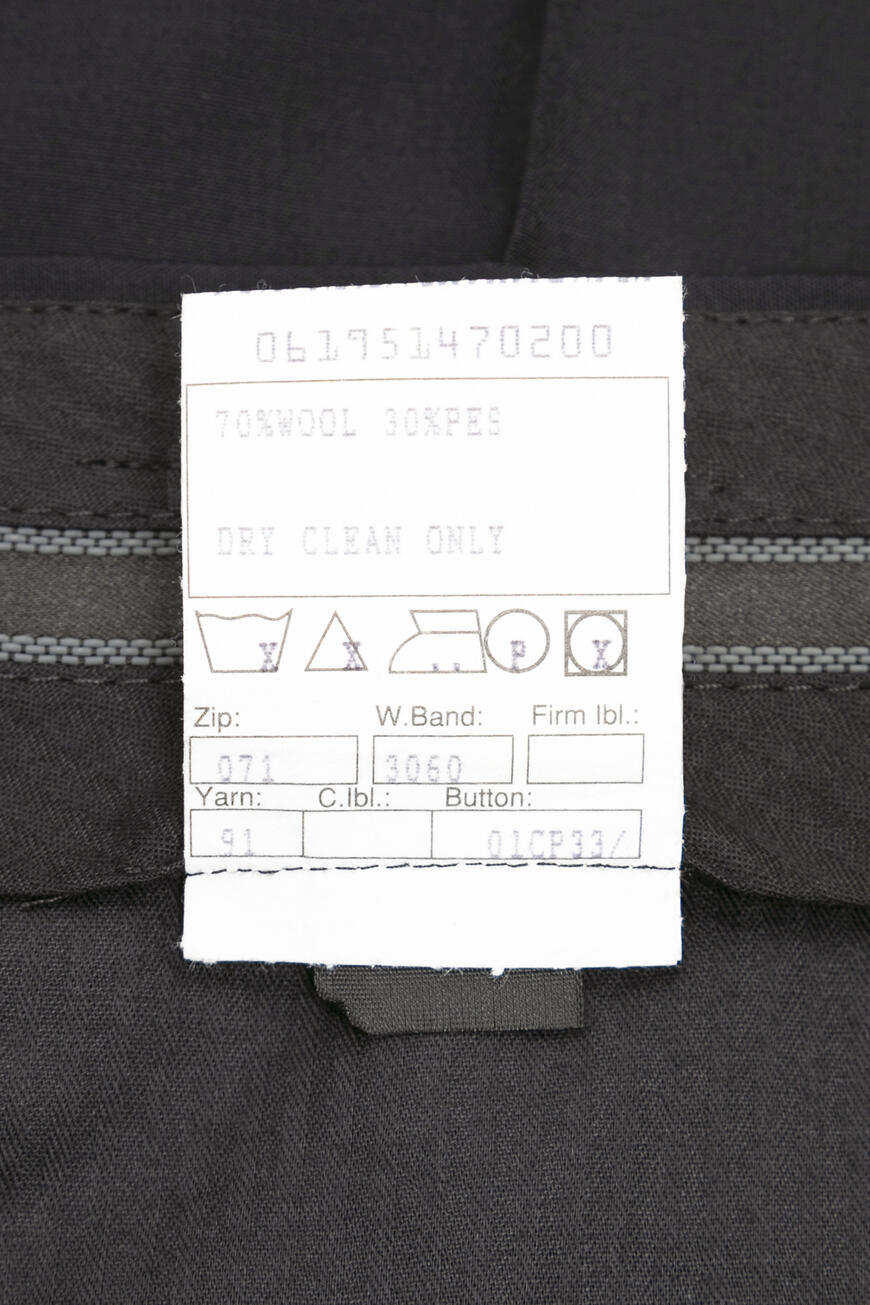 061951470200
70%WOOL 30%PES
DRY CLEAN ONLY
X X .. P X
Zip: W.Band: Firm lbl.:
071 3060
Yarn: C.lbl.: Button:
91 01CP33/